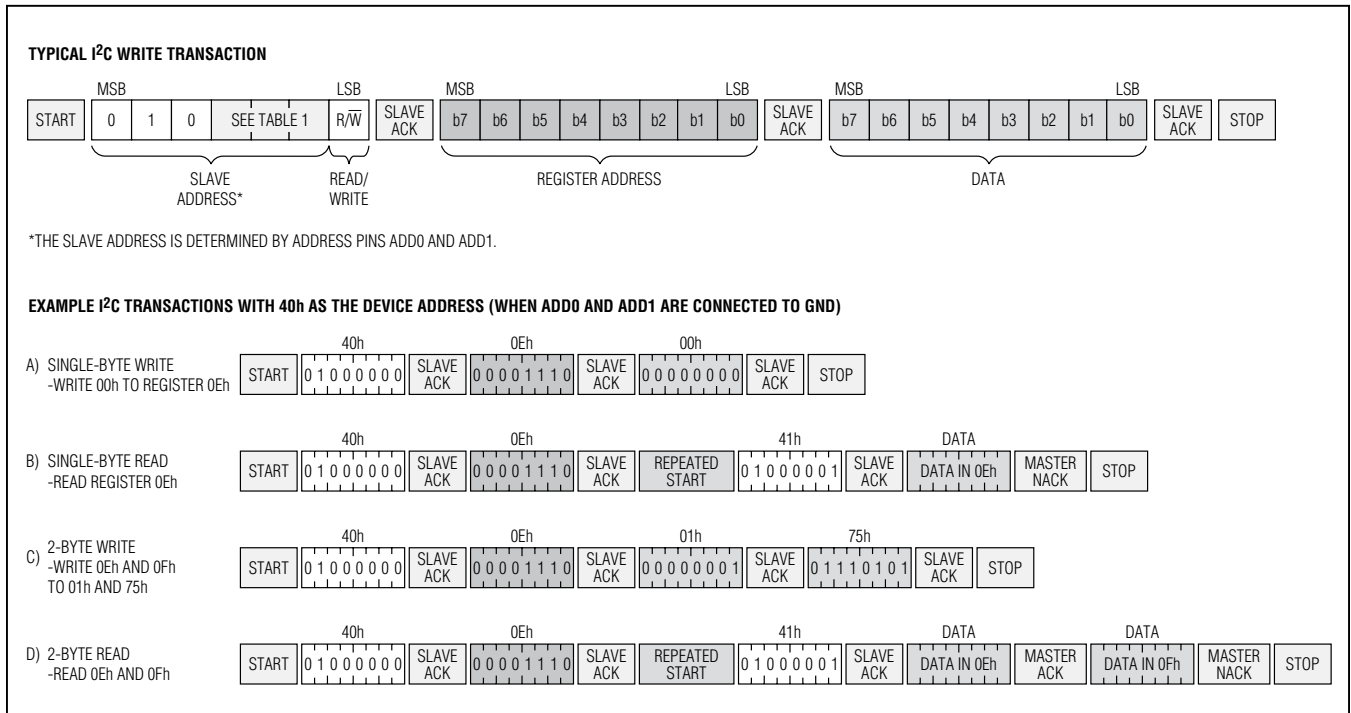 TYPICAL I2C WRITE TRANSACTION
MSB LSB MSB LSB MSB LSB
START 0 1 0 SEE TABLE 1 R/W̅ SLAVE ACK b7 b6 b5 b4 b3 b2 b1 b0 SLAVE ACK b7 b6 b5 b4 b3 b2 b1 b0 SLAVE ACK STOP
SLAVE ADDRESS* READ/WRITE REGISTER ADDRESS DATA
*THE SLAVE ADDRESS IS DETERMINED BY ADDRESS PINS ADD0 AND ADD1.
EXAMPLE I2C TRANSACTIONS WITH 40h AS THE DEVICE ADDRESS (WHEN ADD0 AND ADD1 ARE CONNECTED TO GND)
40h 0Eh 00h
A) SINGLE-BYTE WRITE
-WRITE 00h TO REGISTER 0Eh
START 0 1 0 0 0 0 0 0 SLAVE ACK 0 0 0 0 1 1 1 0 SLAVE ACK 0 0 0 0 0 0 0 0 SLAVE ACK STOP
40h 0Eh 41h DATA
B) SINGLE-BYTE READ
-READ REGISTER 0Eh
START 0 1 0 0 0 0 0 0 SLAVE ACK 0 0 0 0 1 1 1 0 SLAVE ACK REPEATED START 0 1 0 0 0 0 0 1 SLAVE ACK DATA IN 0Eh MASTER NACK STOP
40h 0Eh 01h 75h
C) 2-BYTE WRITE
-WRITE 0Eh AND 0Fh
TO 01h AND 75h
START 0 1 0 0 0 0 0 0 SLAVE ACK 0 0 0 0 1 1 1 0 SLAVE ACK 0 0 0 0 0 0 0 1 SLAVE ACK 0 1 1 1 0 1 0 1 SLAVE ACK STOP
40h 0Eh 41h DATA DATA
D) 2-BYTE READ
-READ 0Eh AND 0Fh
START 0 1 0 0 0 0 0 0 SLAVE ACK 0 0 0 0 1 1 1 0 SLAVE ACK REPEATED START 0 1 0 0 0 0 0 1 SLAVE ACK DATA IN 0Eh MASTER ACK DATA IN 0Fh MASTER NACK STOP